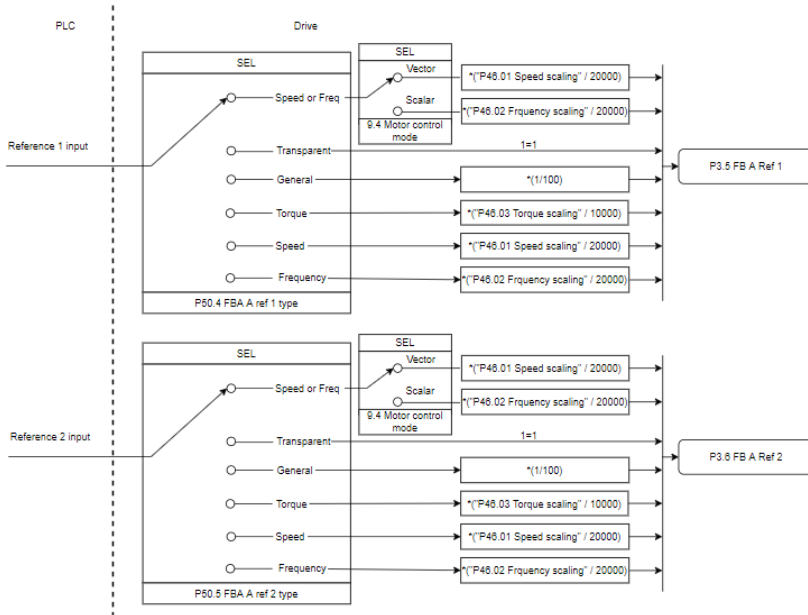 PLC
Drive
SEL
SEL
Vector
*("P46.01 Speed scaling" / 20000)
Speed or Freq
Scalar
*("P46.02 Frquency scaling" / 20000)
9.4 Motor control
mode
Reference 1 input
Transparent
1=1
P3.5 FB A Ref 1
General
*(1/100)
Torque
*("P46.03 Torque scaling" / 10000)
Speed
*("P46.01 Speed scaling" / 20000)
Frequency
*("P46.02 Frquency scaling" / 20000)
P50.4 FBA A ref 1 type
SEL
SEL
Vector
*("P46.01 Speed scaling" / 20000)
Speed or Freq
Scalar
*("P46.02 Frquency scaling" / 20000)
9.4 Motor control
mode
Reference 2 input
Transparent
1=1
P3.6 FB A Ref 2
General
*(1/100)
Torque
*("P46.03 Torque scaling" / 10000)
Speed
*("P46.01 Speed scaling" / 20000)
Frequency
*("P46.02 Frquency scaling" / 20000)
P50.5 FBA A ref 2 type